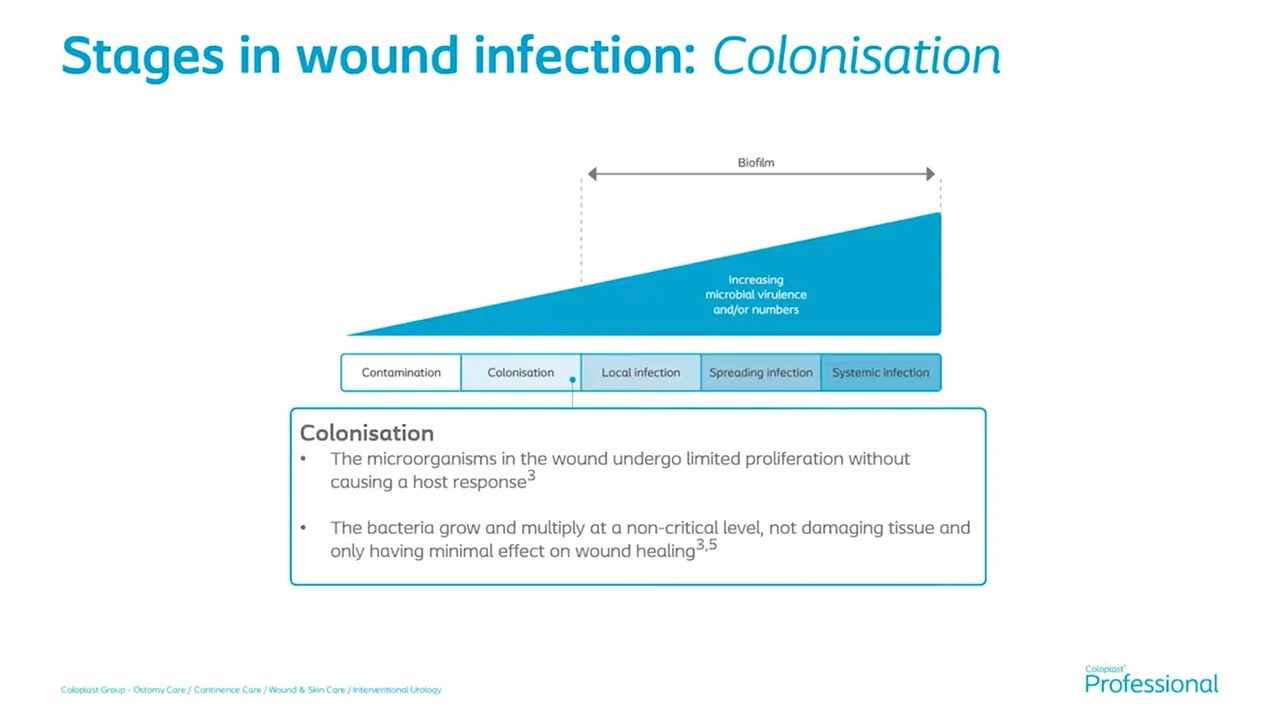 Stages in wound infection: Colonisation
Biofilm
Increasing
microbial virulence
and/or numbers
Contamination
Colonisation
Local infection
Spreading infection
Systemic infection
Colonisation
• The microorganisms in the wound undergo limited proliferation without
causing a host response3
• The bacteria grow and multiply at a non-critical level, not damaging tissue and
only having minimal effect on wound healing3,5
Coloplast Group - Ostomy Care / Continence Care / Wound & Skin Care / Interventional Urology
Coloplast®
Professional